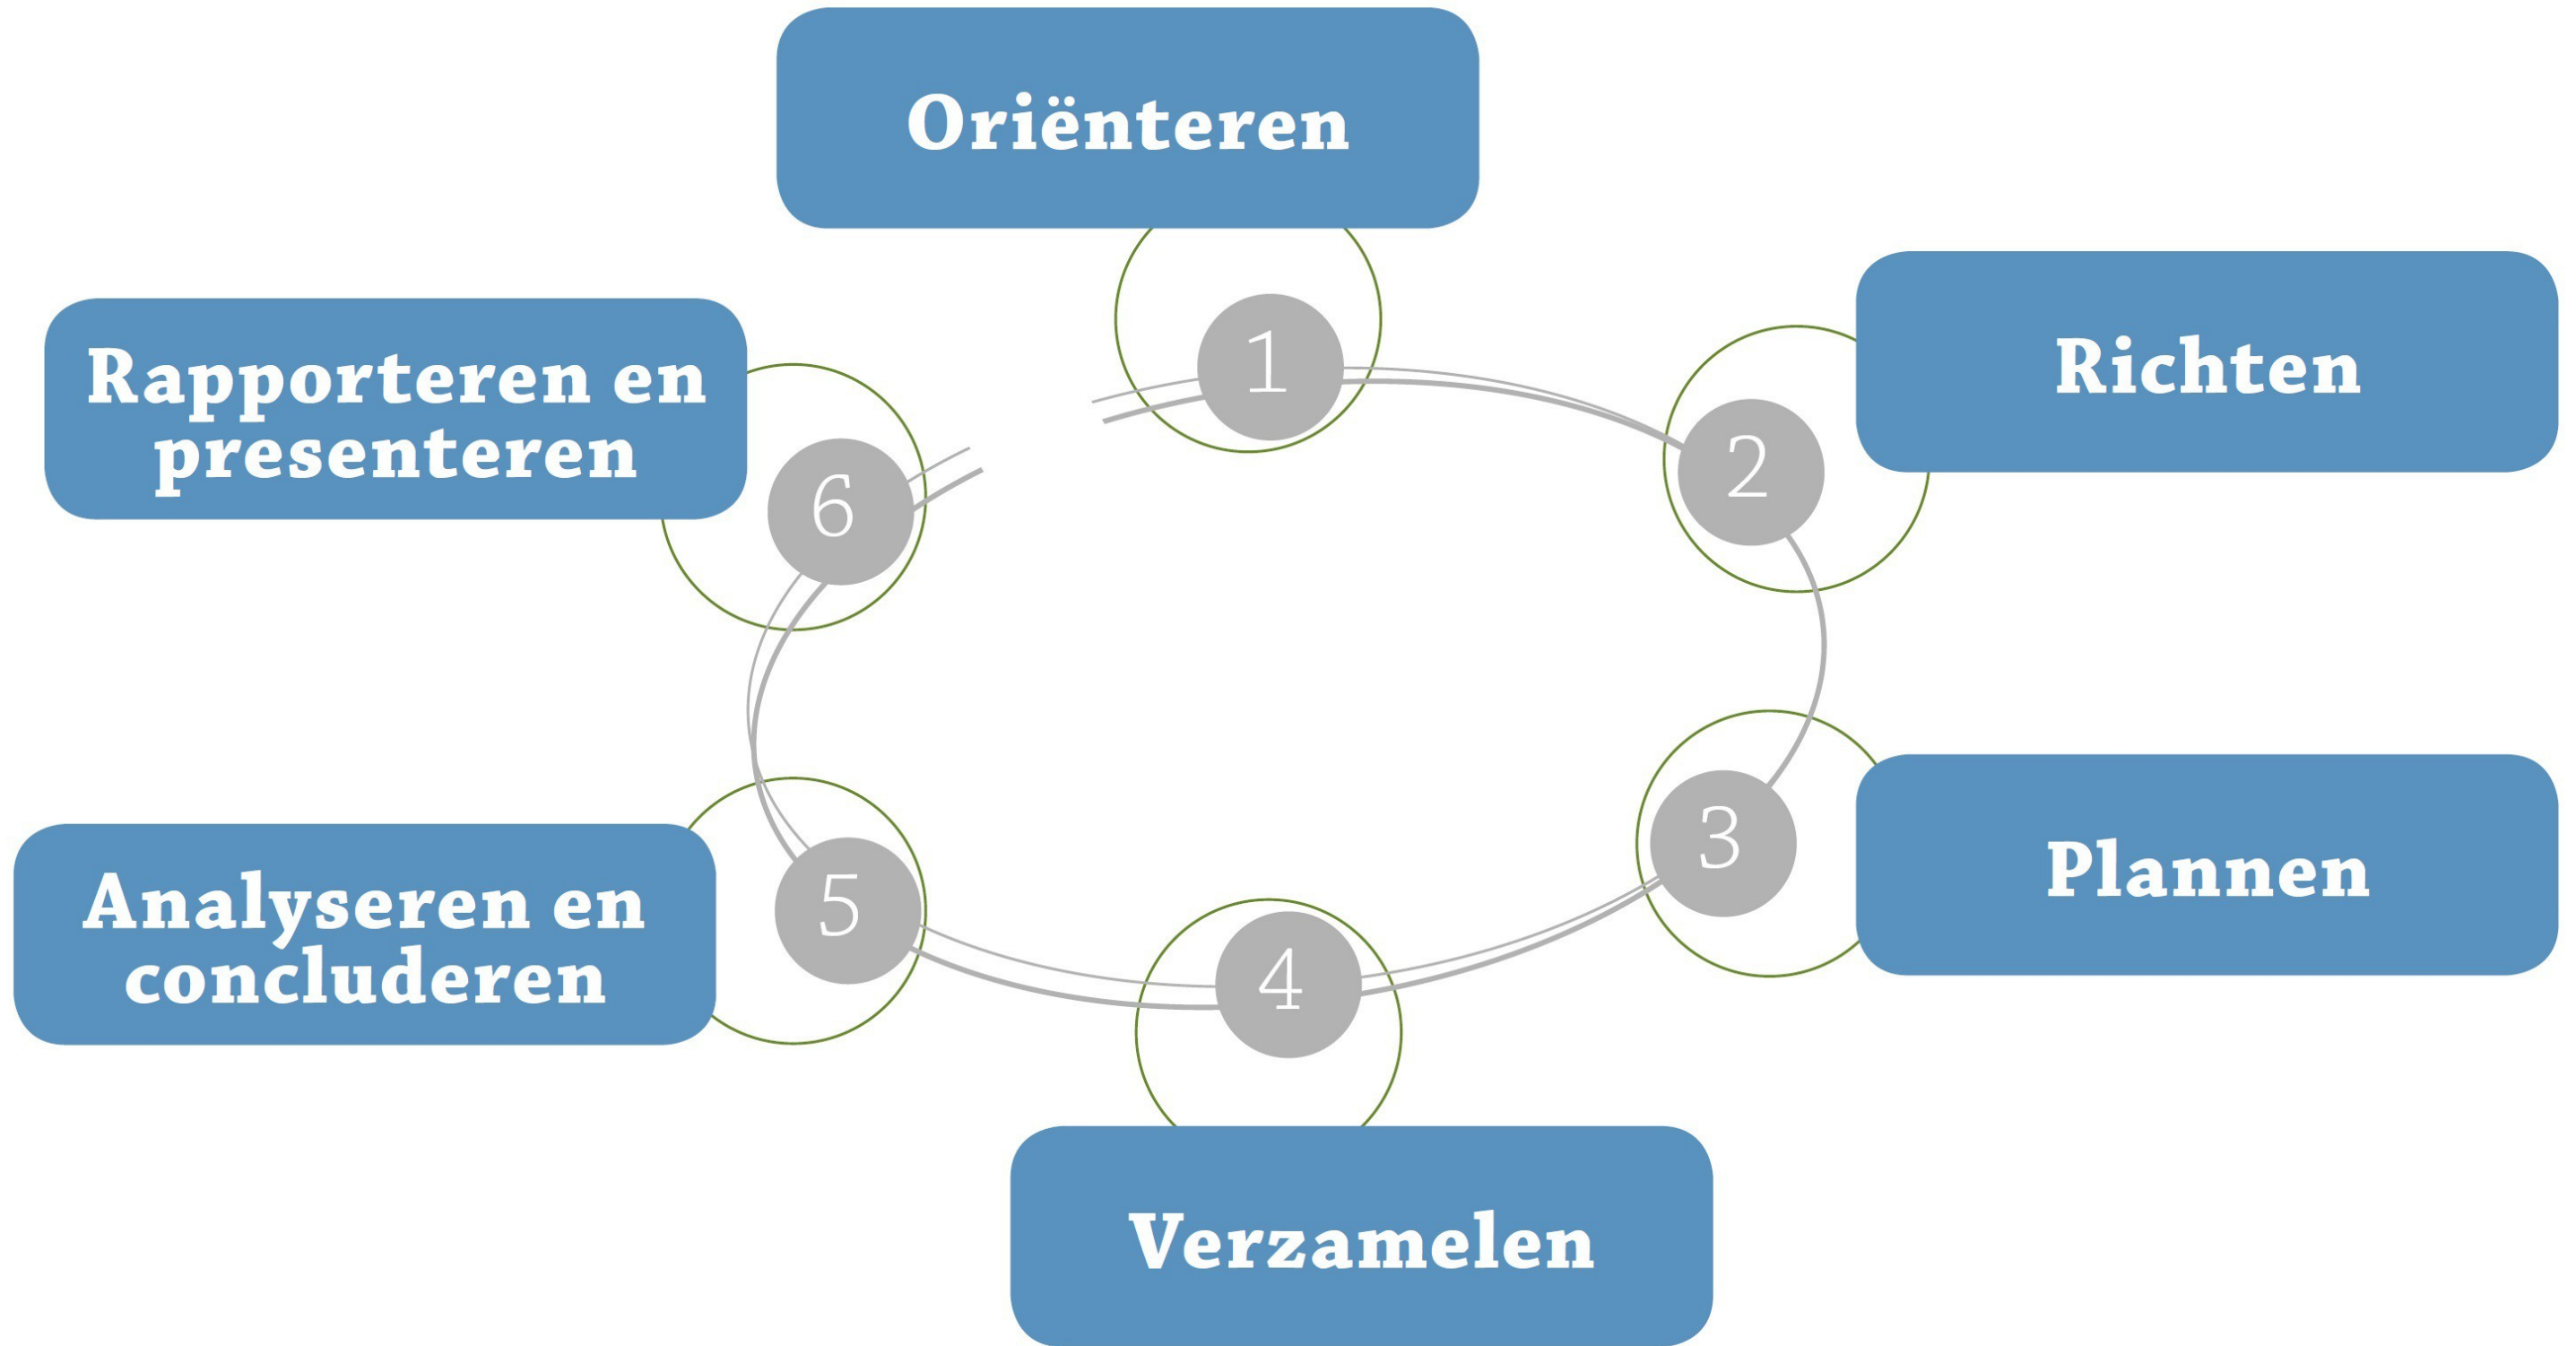 Oriënteren
1
Richten
2
Plannen
3
Verzamelen
4
Analyseren en
concluderen
5
Rapporteren en
presenteren
6